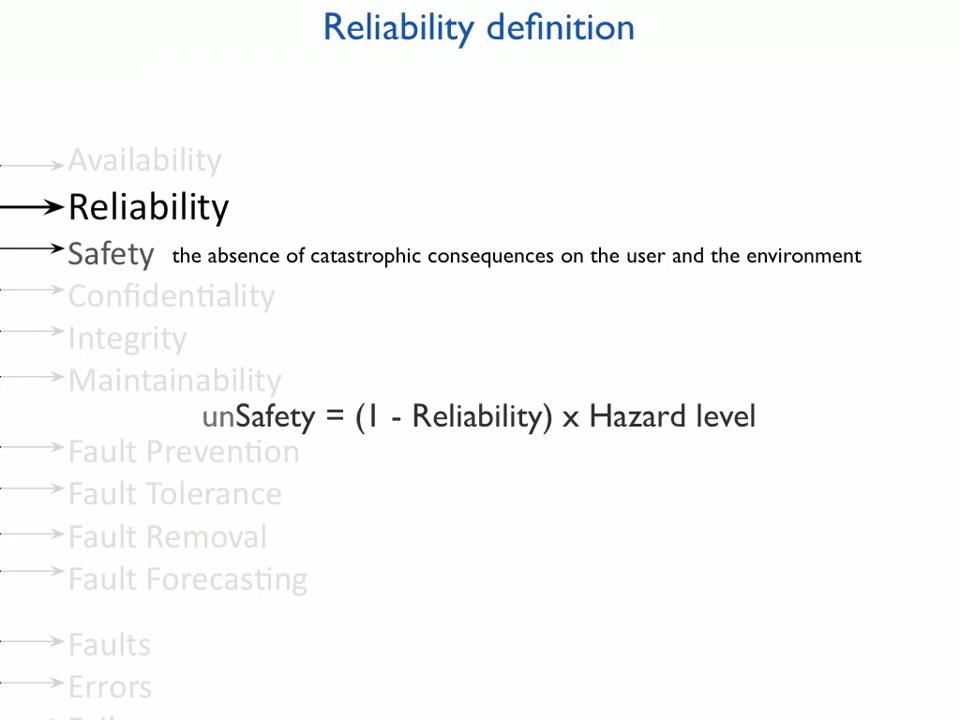 Reliability definition
Availability
Reliability
Safety the absence of catastrophic consequences on the user and the environment
Confidentiality
Integrity
Maintainability
unSafety = (1 - Reliability) x Hazard level
Fault Prevention
Fault Tolerance
Fault Removal
Fault Forecasting
Faults
Errors